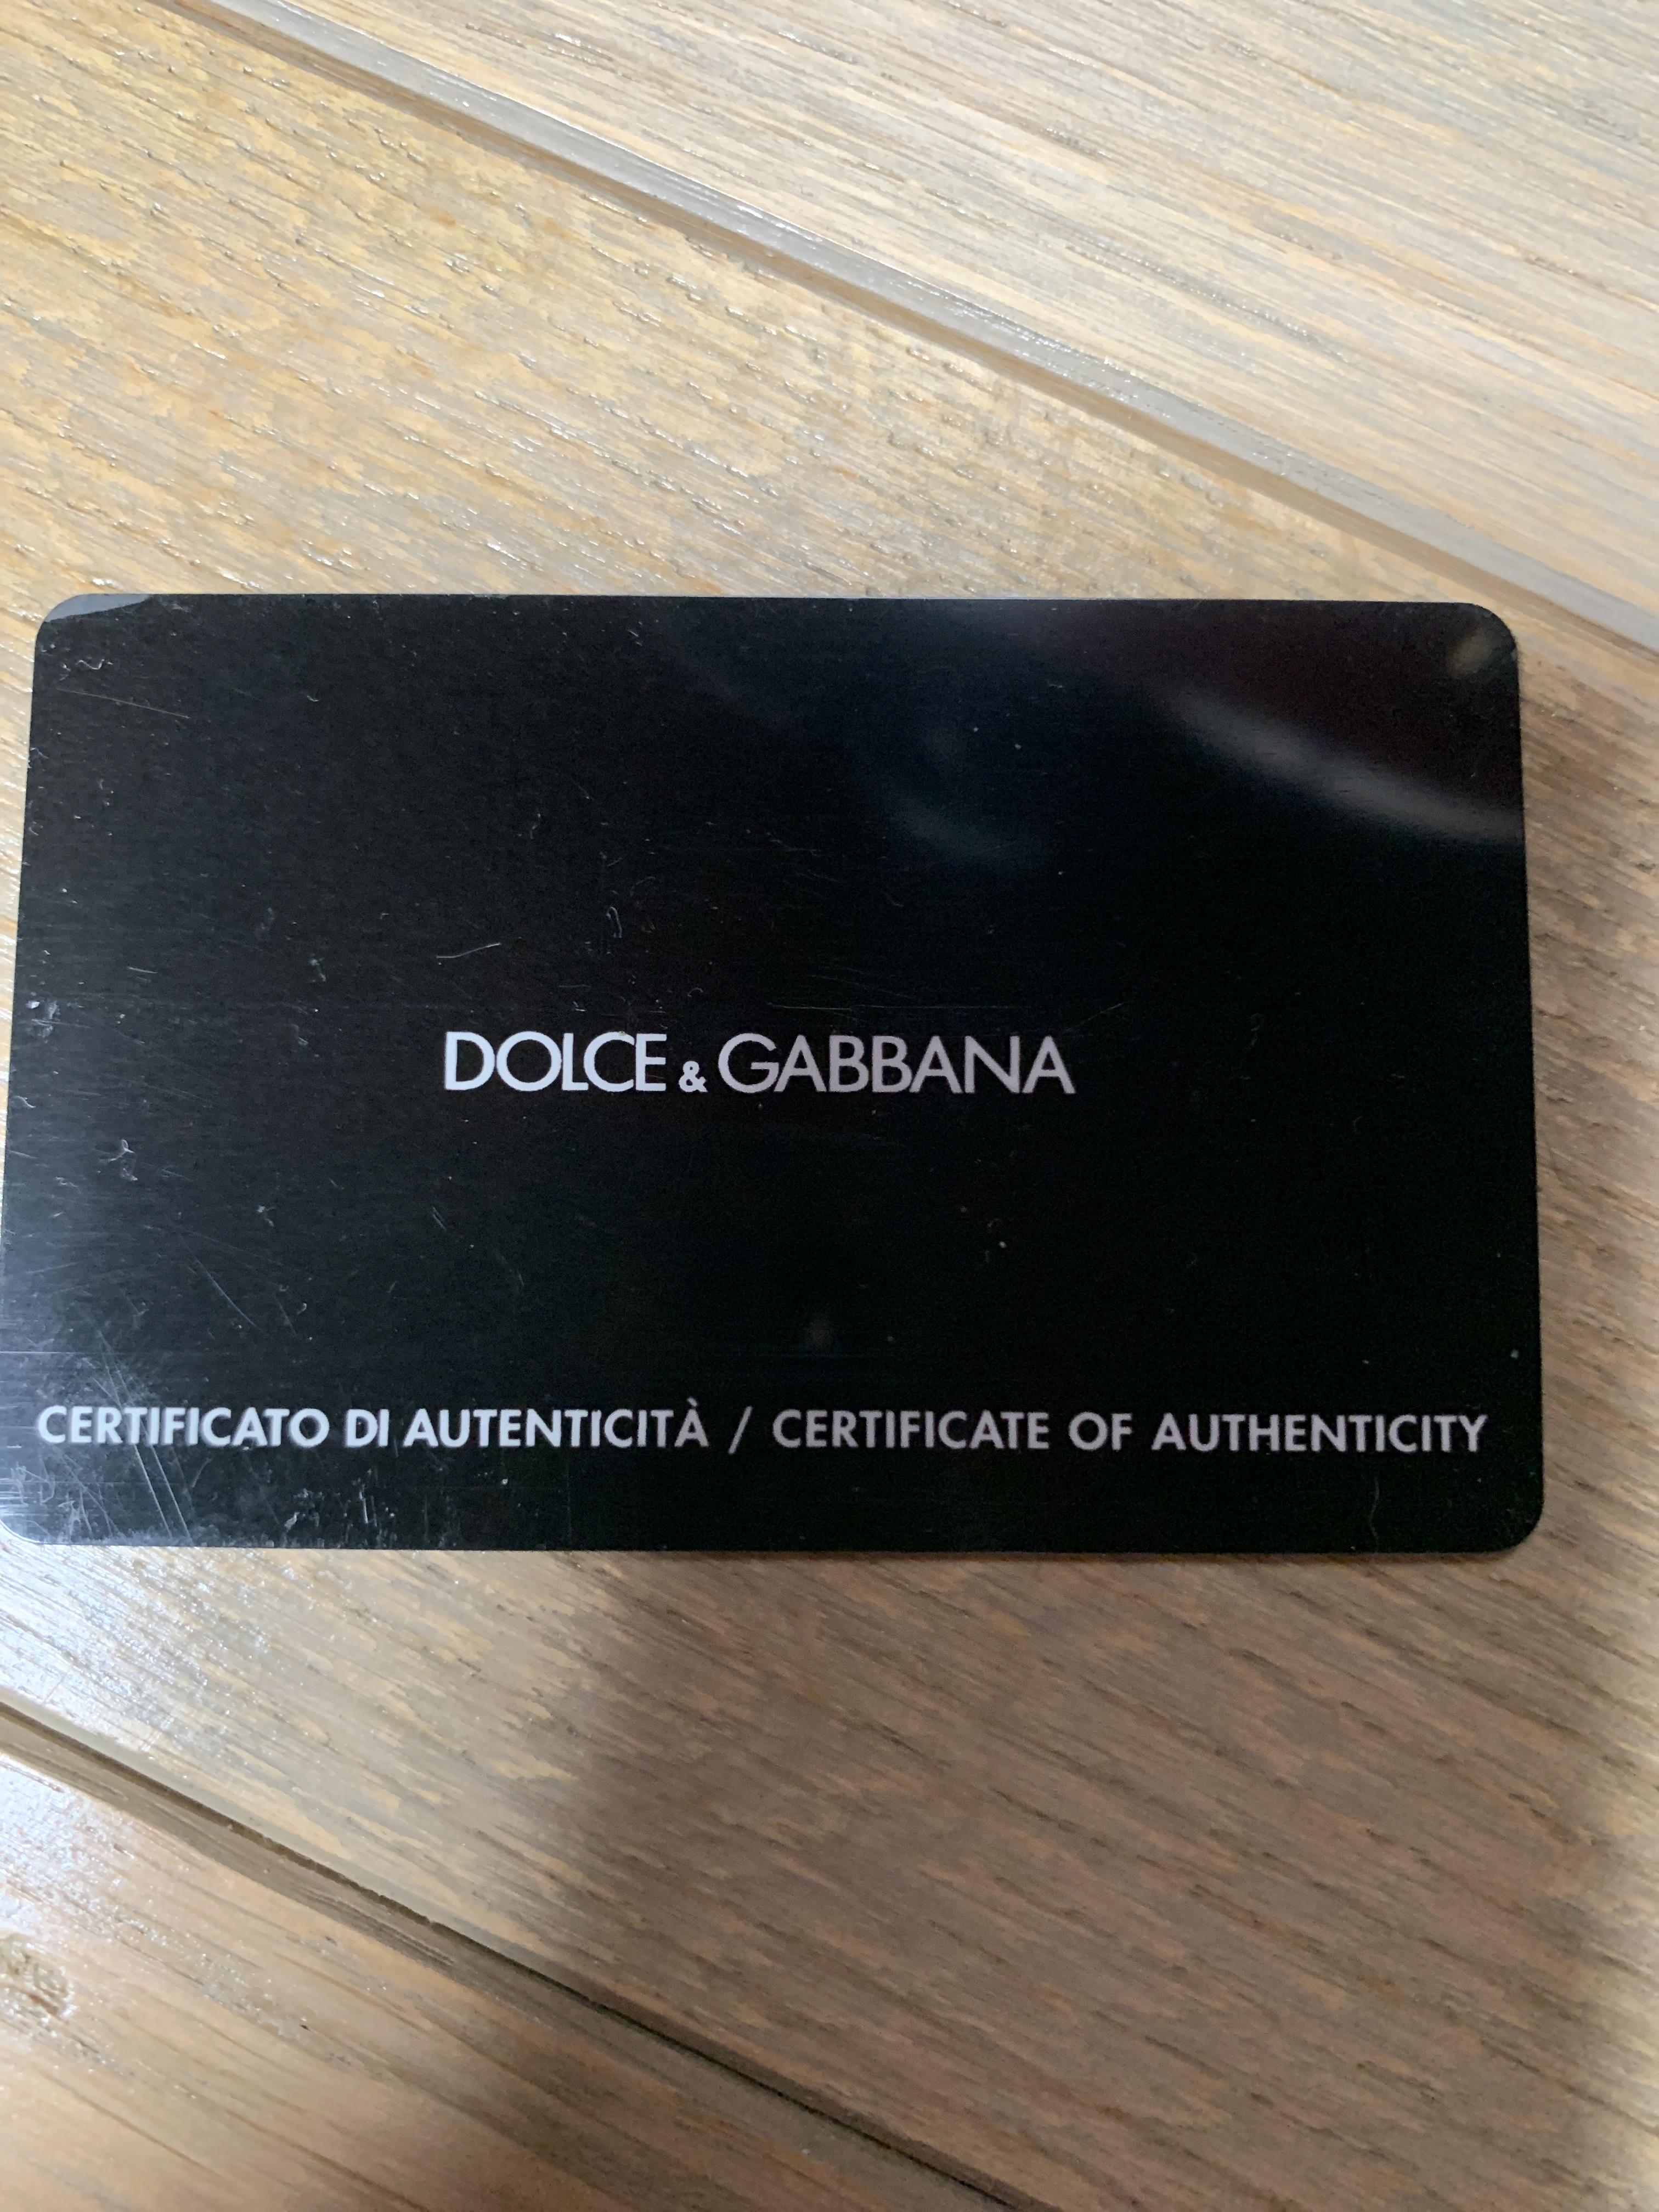 DOLCE & GABBANA
CERTIFICATO DI AUTENTICITÀ / CERTIFICATE OF AUTHENTICITY